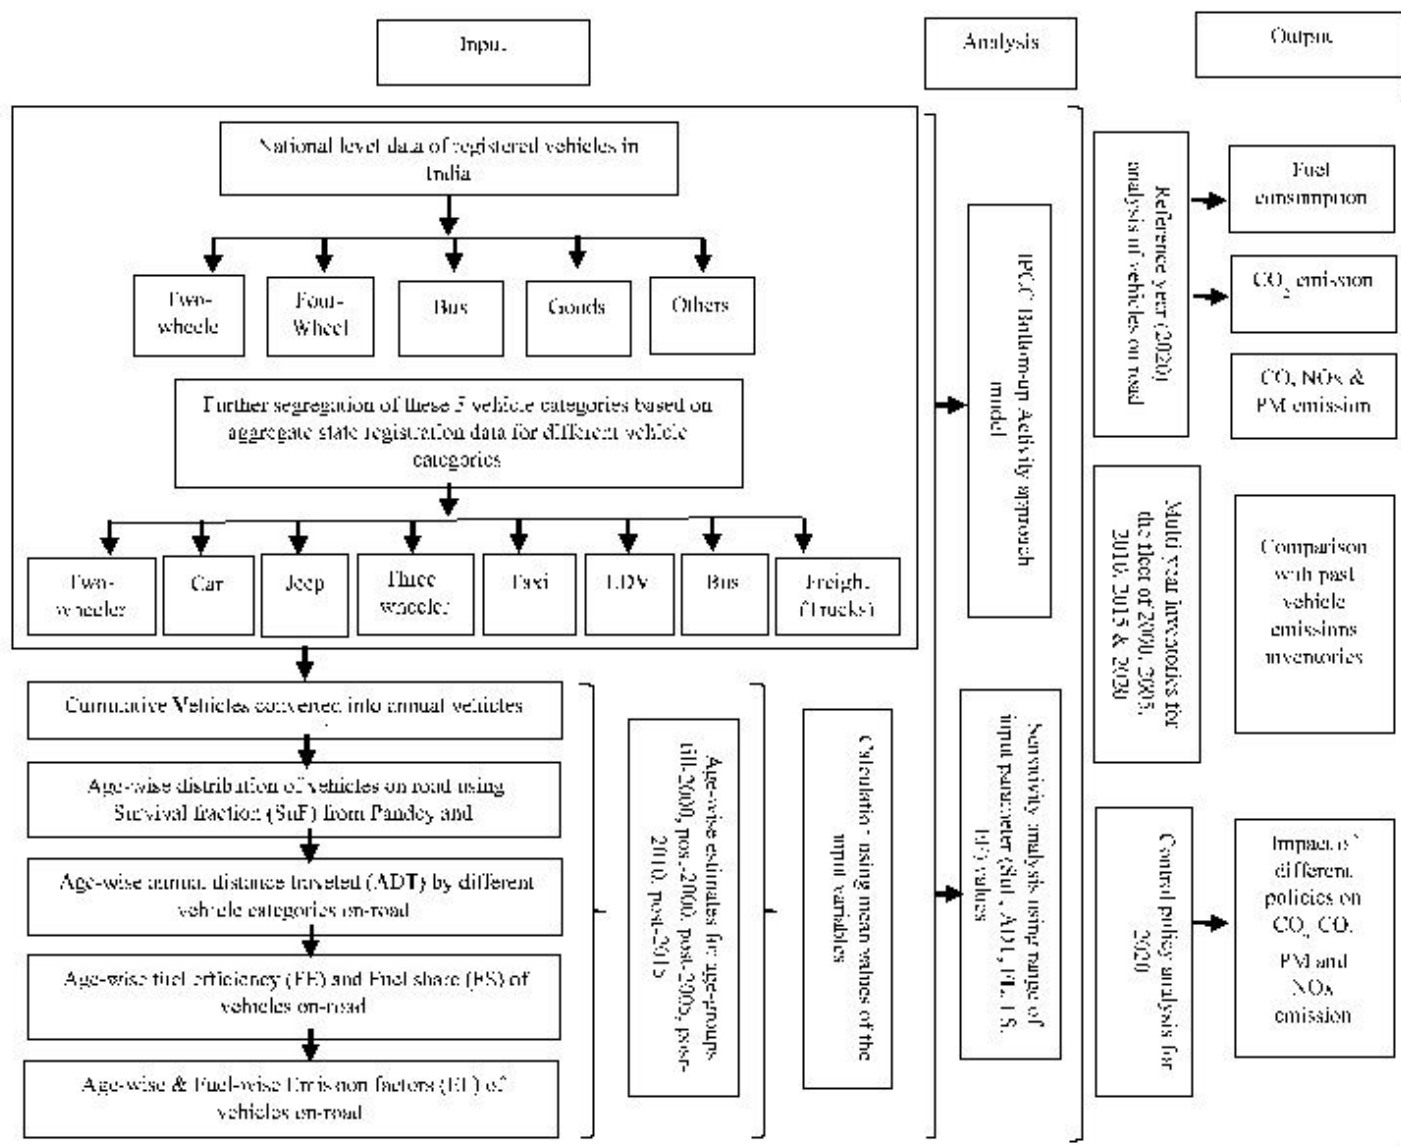 Input
Analysis
Output
National level data of registered vehicles in
India
Two-
wheele
Four-
Wheel
Bus
Goods
Others
Further segregation of these 5 vehicle categories based on
aggregate state registration data for different vehicle
categories
Two-
wheeler
Car
Jeep
Three
wheeler
Taxi
LDV
Bus
Freight
(Trucks)
Cumulative Vehicles converted into annual vehicles
Age-wise distribution of vehicles on road using
Survival fraction (SuF) from Pandey and
Age-wise annual distance traveled (ADT) by different
vehicle categories on-road
Age-wise fuel efficiency (FE) and Fuel share (FS) of
vehicles on-road
Age-wise & Fuel-wise Emission factors (EF) of
vehicles on-road
Age-wise estimates for age-groups
till-2000, post-2000, post-2005, post-
2010, post-2015
Calculation using mean values of the
input variables
IPCC Bottom-up Activity approach
model
Sensitivity analysis using range of
input parameter (SuF, ADT, FE, FS,
EF) values
Reference year (2020)
analysis of vehicles on road
Multi year inventories for
the fleet of 2000, 2005,
2010, 2015 & 2020
Control policy analysis for
2020
Fuel
consumption
CO2 emission
CO, NOx &
PM emission
Comparison
with past
vehicle
emissions
inventories
Impact of
different
policies on
CO2, CO,
PM and
NOx
emission